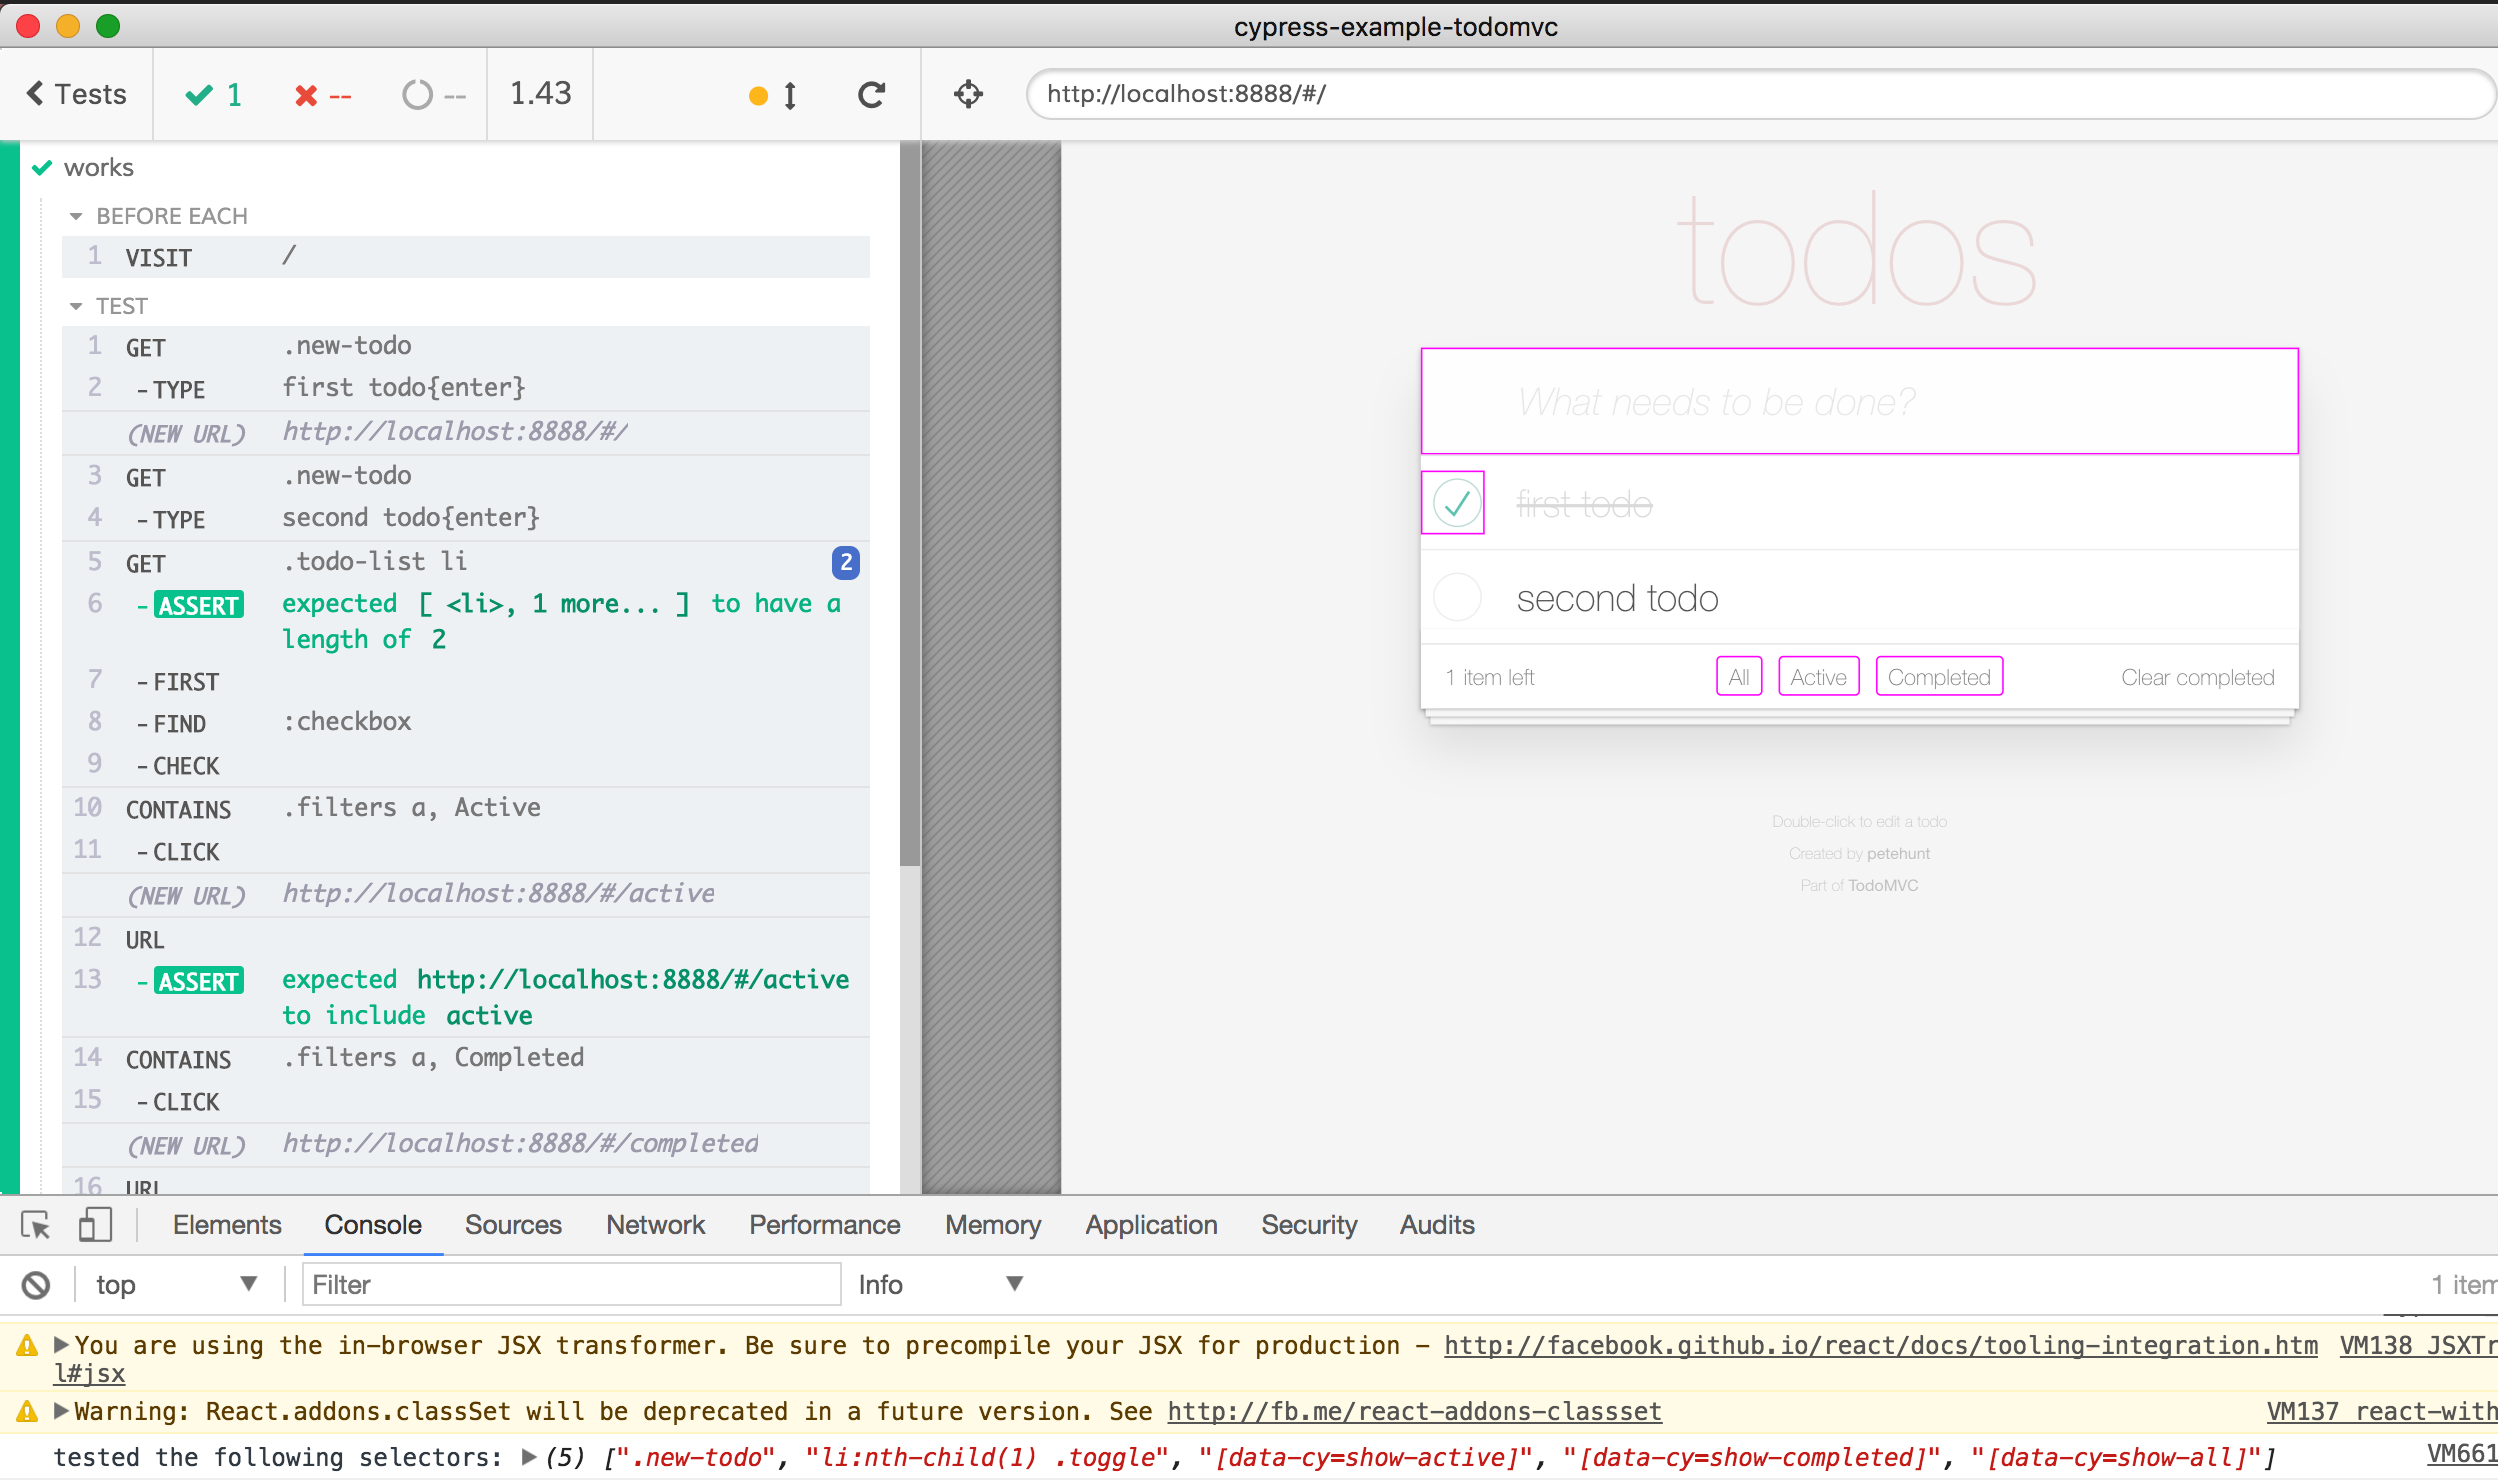 cypress-example-todomvc
Tests
1
--
--
1.43
http://localhost:8888/#/
works
BEFORE EACH
1 VISIT /
TEST
1 GET .new-todo
2 -TYPE first todo{enter}
(NEW URL) http://localhost:8888/#/
3 GET .new-todo
4 -TYPE second todo{enter}
5 GET .todo-list li 2
6 -ASSERT expected [ <li>, 1 more... ] to have a
length of 2
7 -FIRST
8 -FIND :checkbox
9 -CHECK
10 CONTAINS .filters a, Active
11 -CLICK
(NEW URL) http://localhost:8888/#/active
12 URL
13 -ASSERT expected http://localhost:8888/#/active
to include active
14 CONTAINS .filters a, Completed
15 -CLICK
(NEW URL) http://localhost:8888/#/completed
16 URL
todos
What needs to be done?
first todo
second todo
1 item left All Active Completed Clear completed
Double-click to edit a todo
Created by petehunt
Part of TodoMVC
Elements Console Sources Network Performance Memory Application Security Audits
top Filter Info 1 item
You are using the in-browser JSX transformer. Be sure to precompile your JSX for production – http://facebook.github.io/react/docs/tooling-integration.htm VM138 JSXTr
l#jsx
Warning: React.addons.classSet will be deprecated in a future version. See http://fb.me/react-addons-classset VM137 react-with
tested the following selectors: (5) [".new-todo", "li:nth-child(1) .toggle", "[data-cy=show-active]", "[data-cy=show-completed]", "[data-cy=show-all]"] VM661